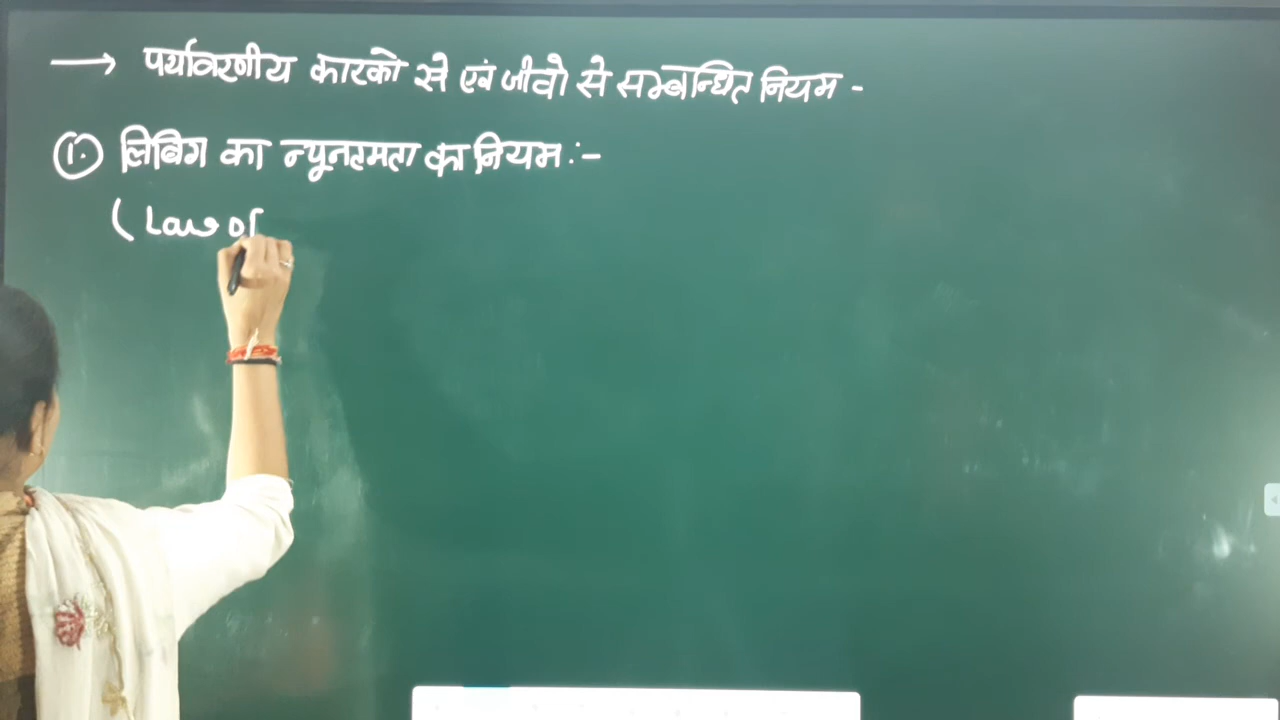 → पर्यावरणीय कारको से एवं जीवो से सम्बन्धित नियम -
1. लिबिग का न्यूनतमता का नियम :-
( Law of